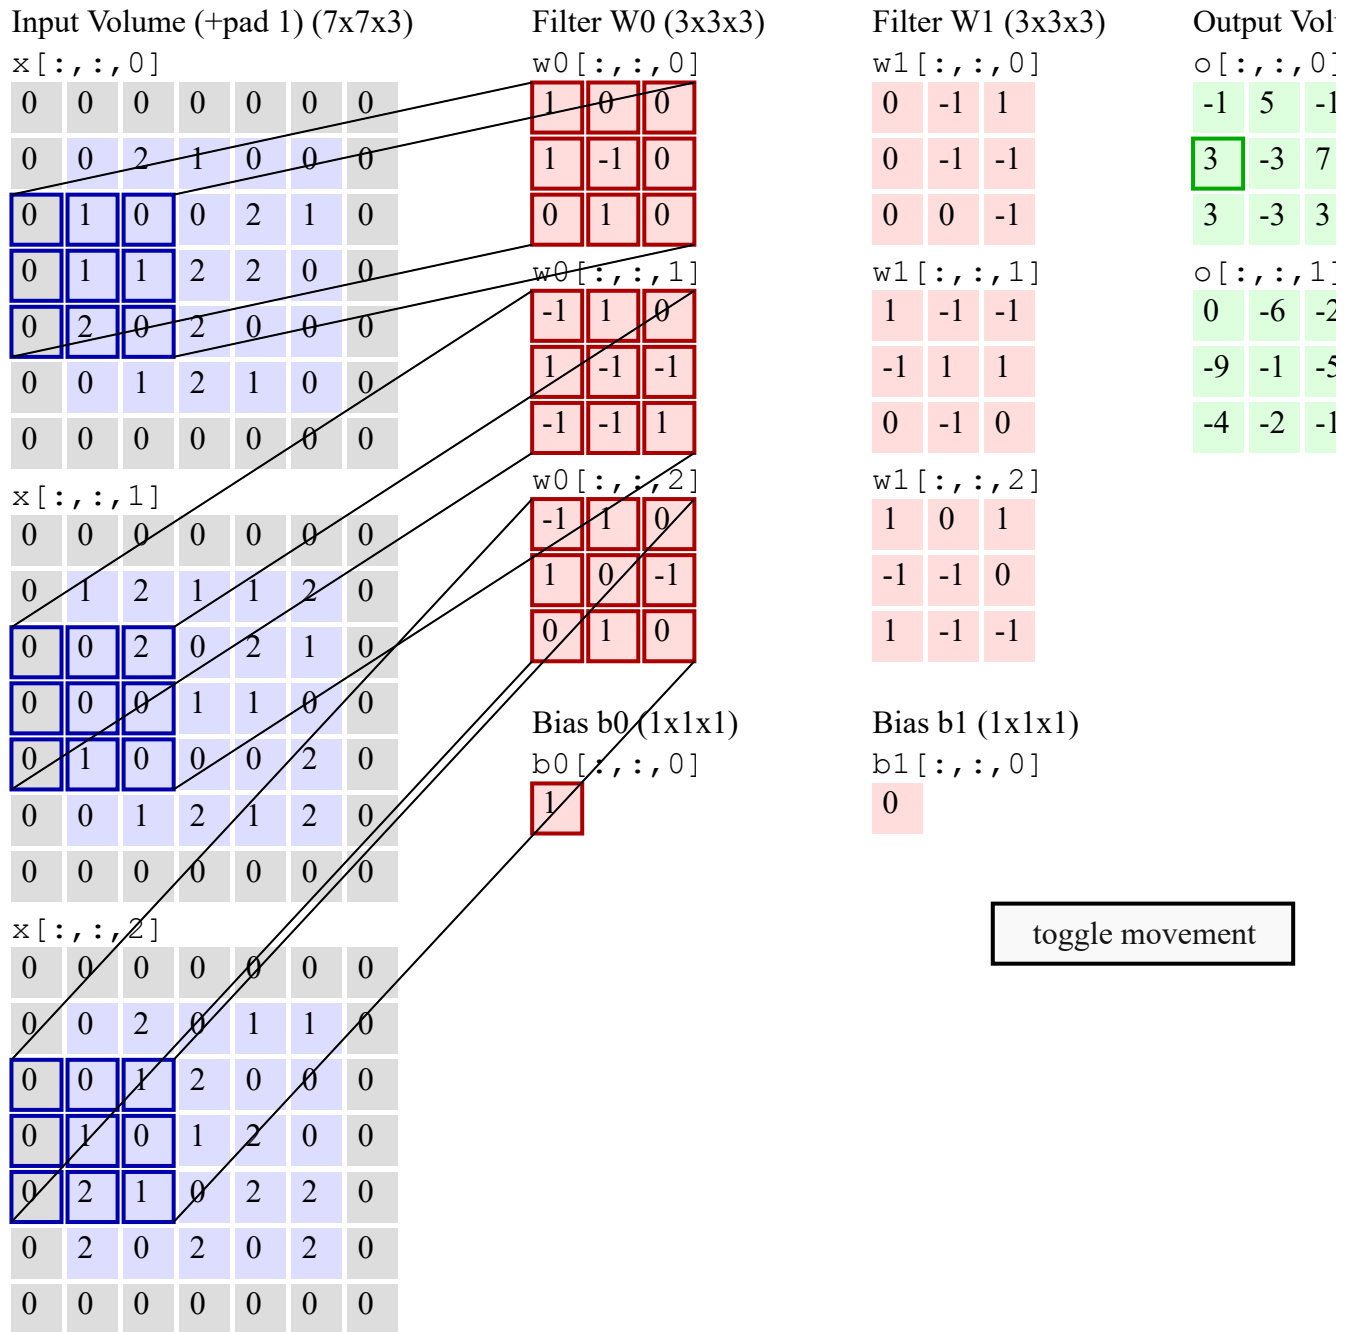 Input Volume (+pad 1) (7x7x3)
x[:,:,0]
0 0 0 0 0 0 0
0 0 2 1 0 0 0
0 1 0 0 2 1 0
0 1 1 2 2 0 0
0 2 0 2 0 0 0
0 0 1 2 1 0 0
0 0 0 0 0 0 0
x[:,:,1]
0 0 0 0 0 0 0
0 1 2 1 1 2 0
0 0 2 0 2 1 0
0 0 0 1 1 0 0
0 1 0 0 0 2 0
0 0 1 2 1 2 0
0 0 0 0 0 0 0
x[:,:,2]
0 0 0 0 0 0 0
0 0 2 0 1 1 0
0 0 1 2 0 0 0
0 1 0 1 2 0 0
0 2 1 0 2 2 0
0 2 0 2 0 2 0
0 0 0 0 0 0 0
Filter W0 (3x3x3)
w0[:,:,0]
1 0 0
1 -1 0
0 1 0
w0[:,:,1]
-1 1 0
1 -1 -1
-1 -1 1
w0[:,:,2]
-1 1 0
1 0 -1
0 1 0
Bias b0 (1x1x1)
b0[:,:,0]
1
Filter W1 (3x3x3)
w1[:,:,0]
0 -1 1
0 -1 -1
0 0 -1
w1[:,:,1]
1 -1 -1
-1 1 1
0 -1 0
w1[:,:,2]
1 0 1
-1 -1 0
1 -1 -1
Bias b1 (1x1x1)
b1[:,:,0]
0
Output
o[:,:,0]
-1 5 -1
3 -3 7
3 -3 3
o[:,:,1]
0 -6 -2
-9 -1 -5
-4 -2 -1
toggle movement